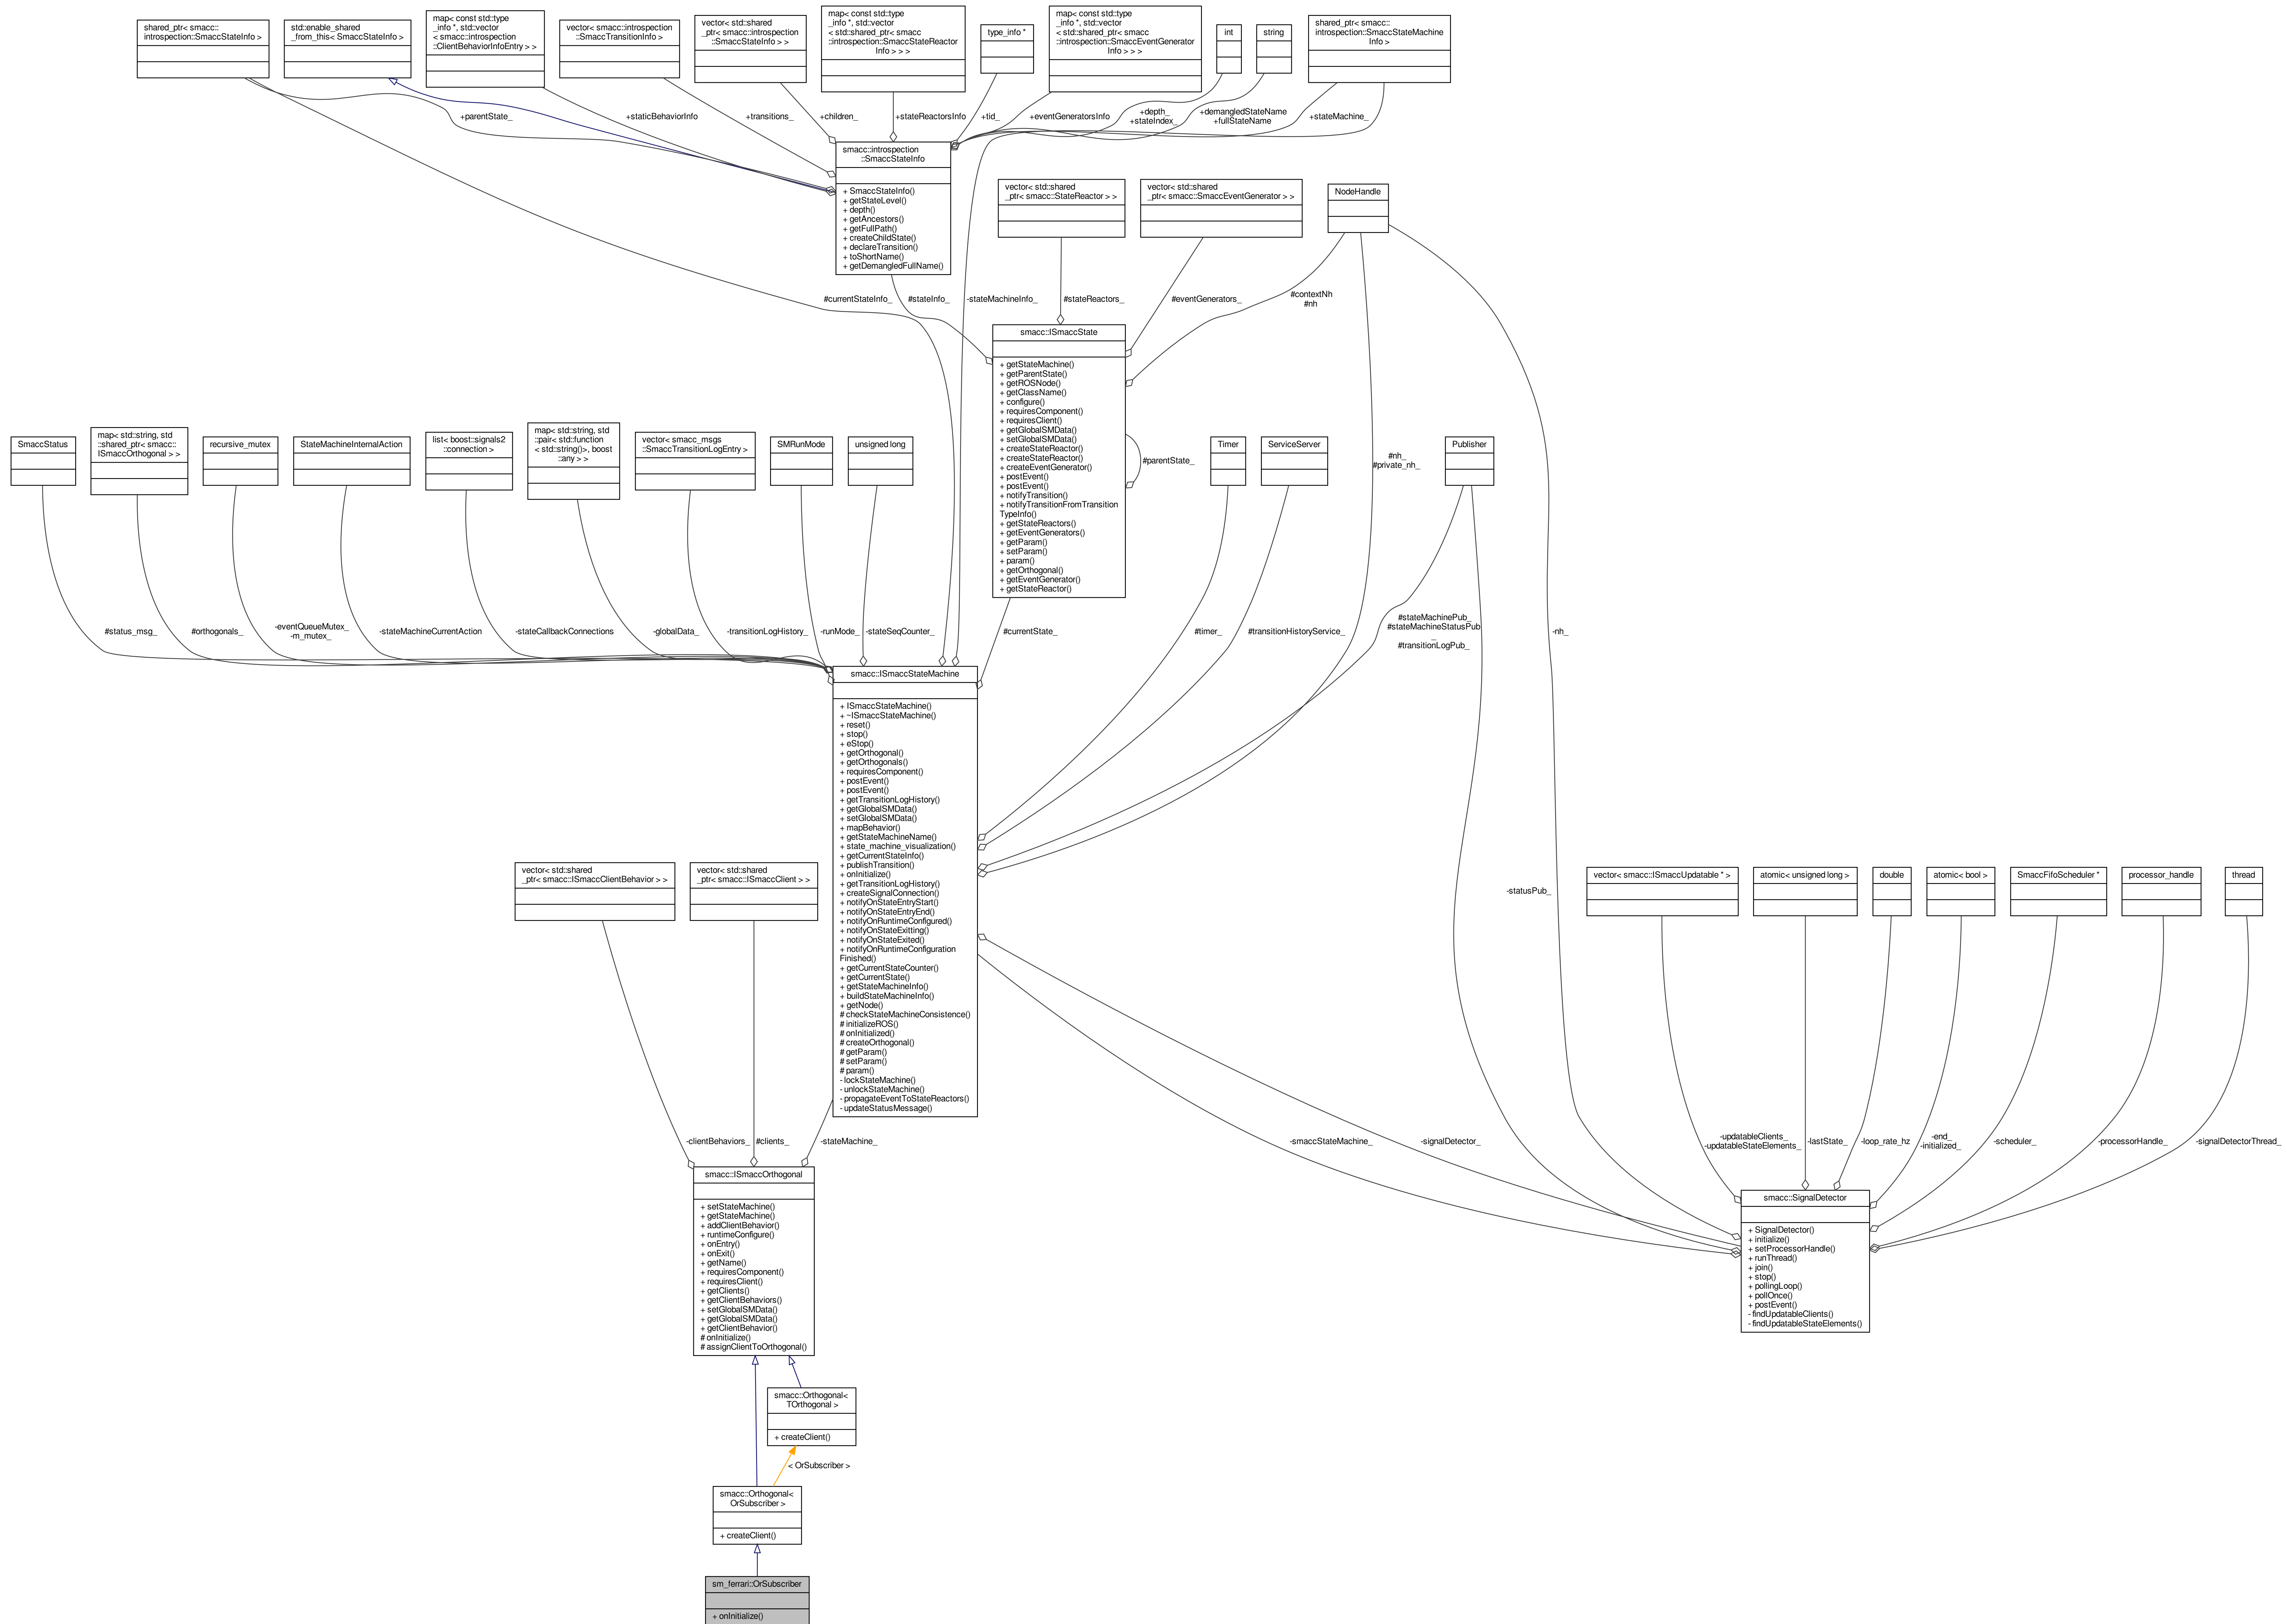 shared_ptr< smacc::
introspection::SmaccStateInfo >
std::enable_shared
_from_this< SmaccStateInfo >
map< const std::type
_info *, std::vector
< smacc::introspection
::ClientBehaviorInfoEntry > >
vector< smacc::introspection
::SmaccTransitionInfo >
vector< std::shared
_ptr< smacc::introspection
::SmaccStateInfo > >
map< const std::type
_info *, std::vector
< std::shared_ptr< smacc
::introspection::SmaccStateReactor
Info > > >
type_info *
map< const std::type
_info *, std::vector
< std::shared_ptr< smacc
::introspection::SmaccEventGenerator
Info > > >
int
string
shared_ptr< smacc::
introspection::SmaccStateMachine
Info >
+parentState_
+staticBehaviorInfo
+transitions_
+children_
+stateReactorsInfo
+tid_
+eventGeneratorsInfo
+depth_
+stateIndex_
+demangledStateName
+fullStateName
+stateMachine_
smacc::introspection
::SmaccStateInfo
+ SmaccStateInfo()
+ getStateLevel()
+ depth()
+ getAncestors()
+ getFullPath()
+ createChildState()
+ declareTransition()
+ toShortName()
+ getDemangledFullName()
vector< std::shared
_ptr< smacc::StateReactor > >
vector< std::shared
_ptr< smacc::SmaccEventGenerator > >
NodeHandle
#currentStateInfo_
#stateInfo_
-stateMachineInfo_
#stateReactors_
#eventGenerators_
#contextNh
#nh
smacc::ISmaccState
+ getStateMachine()
+ getParentState()
+ getROSNode()
+ getClassName()
+ configure()
+ requiresComponent()
+ requiresClient()
+ getGlobalSMData()
+ setGlobalSMData()
+ createStateReactor()
+ createStateReactor()
+ createEventGenerator()
+ postEvent()
+ postEvent()
+ notifyTransition()
+ notifyTransitionFromTransition
TypeInfo()
+ getStateReactors()
+ getEventGenerators()
+ getParam()
+ setParam()
+ param()
+ getOrthogonal()
+ getEventGenerator()
+ getStateReactor()
#parentState_
SmaccStatus
map< std::string, std
::shared_ptr< smacc::
ISmaccOrthogonal > >
recursive_mutex
StateMachineInternalAction
list< boost::signals2
::connection >
map< std::string, std
::pair< std::function
< std::string()>, boost
::any > >
vector< smacc_msgs
::SmaccTransitionLogEntry >
SMRunMode
unsigned long
Timer
ServiceServer
Publisher
#nh_
#private_nh_
#status_msg_
#orthogonals_
-eventQueueMutex_
-m_mutex_
-stateMachineCurrentAction
-stateCallbackConnections
-globalData_
-transitionLogHistory_
-runMode_
-stateSeqCounter_
#currentState_
#timer_
#transitionHistoryService_
#stateMachinePub_
#stateMachineStatusPub
_
#transitionLogPub_
-nh_
smacc::ISmaccStateMachine
+ ISmaccStateMachine()
+ ~ISmaccStateMachine()
+ reset()
+ stop()
+ eStop()
+ getOrthogonal()
+ getOrthogonals()
+ requiresComponent()
+ postEvent()
+ postEvent()
+ getTransitionLogHistory()
+ getGlobalSMData()
+ setGlobalSMData()
+ mapBehavior()
+ getStateMachineName()
+ state_machine_visualization()
+ getCurrentStateInfo()
+ publishTransition()
+ onInitialize()
+ getTransitionLogHistory()
+ createSignalConnection()
+ notifyOnStateEntryStart()
+ notifyOnStateEntryEnd()
+ notifyOnRuntimeConfigured()
+ notifyOnStateExitting()
+ notifyOnStateExited()
+ notifyOnRuntimeConfiguration
Finished()
+ getCurrentStateCounter()
+ getCurrentState()
+ getStateMachineInfo()
+ buildStateMachineInfo()
+ getNode()
# checkStateMachineConsistence()
# initializeROS()
# onInitialized()
# createOrthogonal()
# getParam()
# setParam()
# param()
- lockStateMachine()
- unlockStateMachine()
- propagateEventToStateReactors()
- updateStatusMessage()
vector< std::shared
_ptr< smacc::ISmaccClientBehavior > >
vector< std::shared
_ptr< smacc::ISmaccClient > >
-statusPub_
vector< smacc::ISmaccUpdatable * >
atomic< unsigned long >
double
atomic< bool >
SmaccFifoScheduler *
processor_handle
thread
-clientBehaviors_
#clients_
-stateMachine_
-smaccStateMachine_
-signalDetector_
-updatableClients_
-updatableStateElements_
-lastState_
-loop_rate_hz
-end_
-initialized_
-scheduler_
-processorHandle_
-signalDetectorThread_
smacc::ISmaccOrthogonal
+ setStateMachine()
+ getStateMachine()
+ addClientBehavior()
+ runtimeConfigure()
+ onEntry()
+ onExit()
+ getName()
+ requiresComponent()
+ requiresClient()
+ getClients()
+ getClientBehaviors()
+ setGlobalSMData()
+ getGlobalSMData()
+ getClientBehavior()
# onInitialize()
# assignClientToOrthogonal()
smacc::SignalDetector
+ SignalDetector()
+ initialize()
+ setProcessorHandle()
+ runThread()
+ join()
+ stop()
+ pollingLoop()
+ pollOnce()
+ postEvent()
- findUpdatableClients()
- findUpdatableStateElements()
smacc::Orthogonal<
TOrthogonal >
+ createClient()
< OrSubscriber >
smacc::Orthogonal<
OrSubscriber >
+ createClient()
sm_ferrari::OrSubscriber
+ onInitialize()